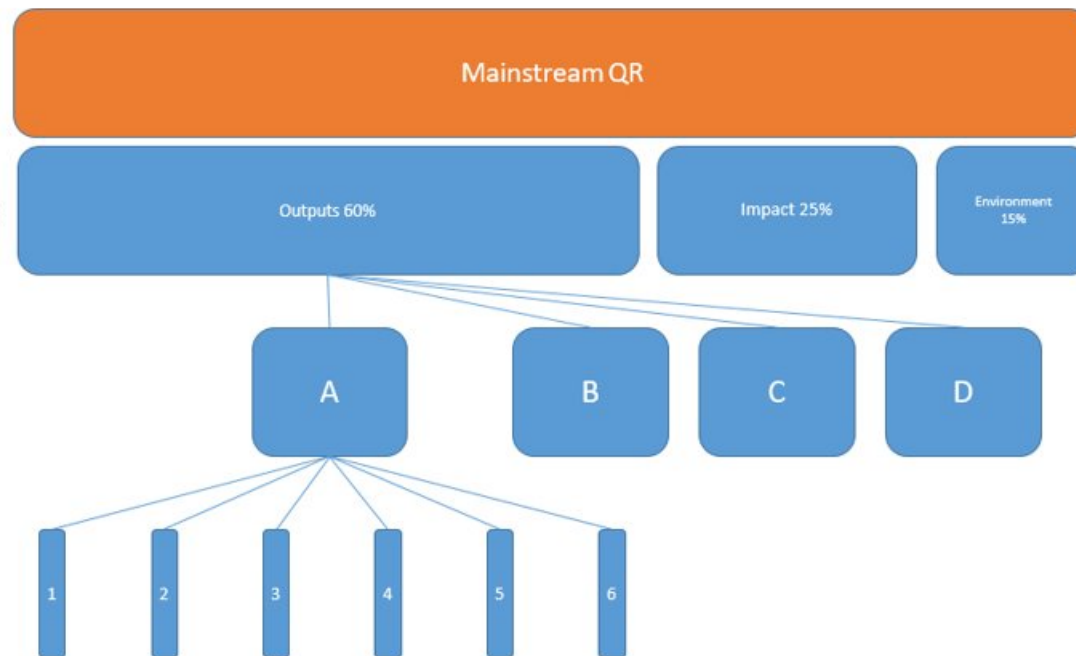 Mainstream QR
Outputs 60%
Impact 25%
Environment
15%
A
B
C
D
1
2
3
4
5
6